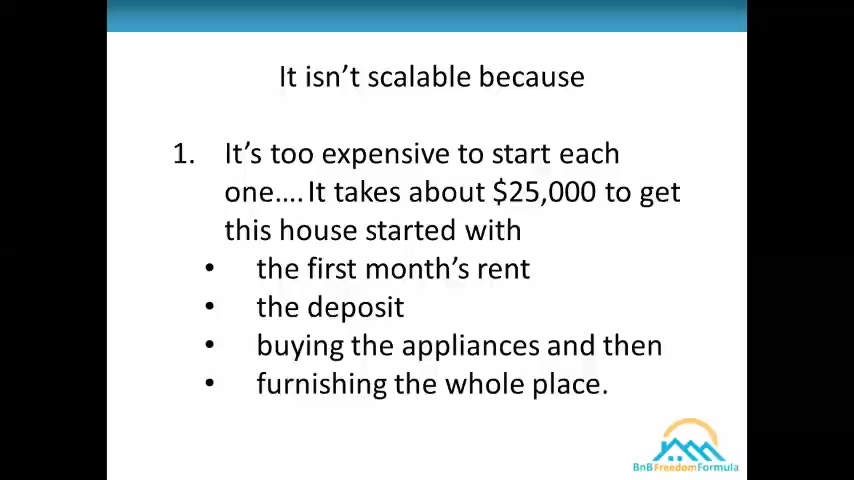 It isn't scalable because
1. It's too expensive to start each
one....It takes about $25,000 to get
this house started with
• the first month's rent
• the deposit
• buying the appliances and then
• furnishing the whole place.
BnBFreedomFormula